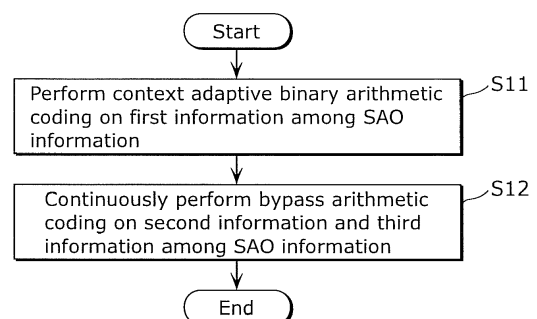 Start
S11
Perform context adaptive binary arithmetic
coding on first information among SAO
information
S12
Continuously perform bypass arithmetic
coding on second information and third
information among SAO information
End